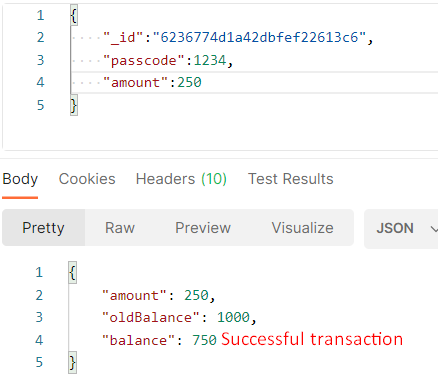 1 {
2 "_id":"6236774d1a42dbfef22613c6",
3 "passcode":1234,
4 "amount":250
5 }
Body Cookies Headers (10) Test Results
Pretty Raw Preview Visualize JSON
1 {
2 "amount": 250,
3 "oldBalance": 1000,
4 "balance": 750 Successful transaction
5 }